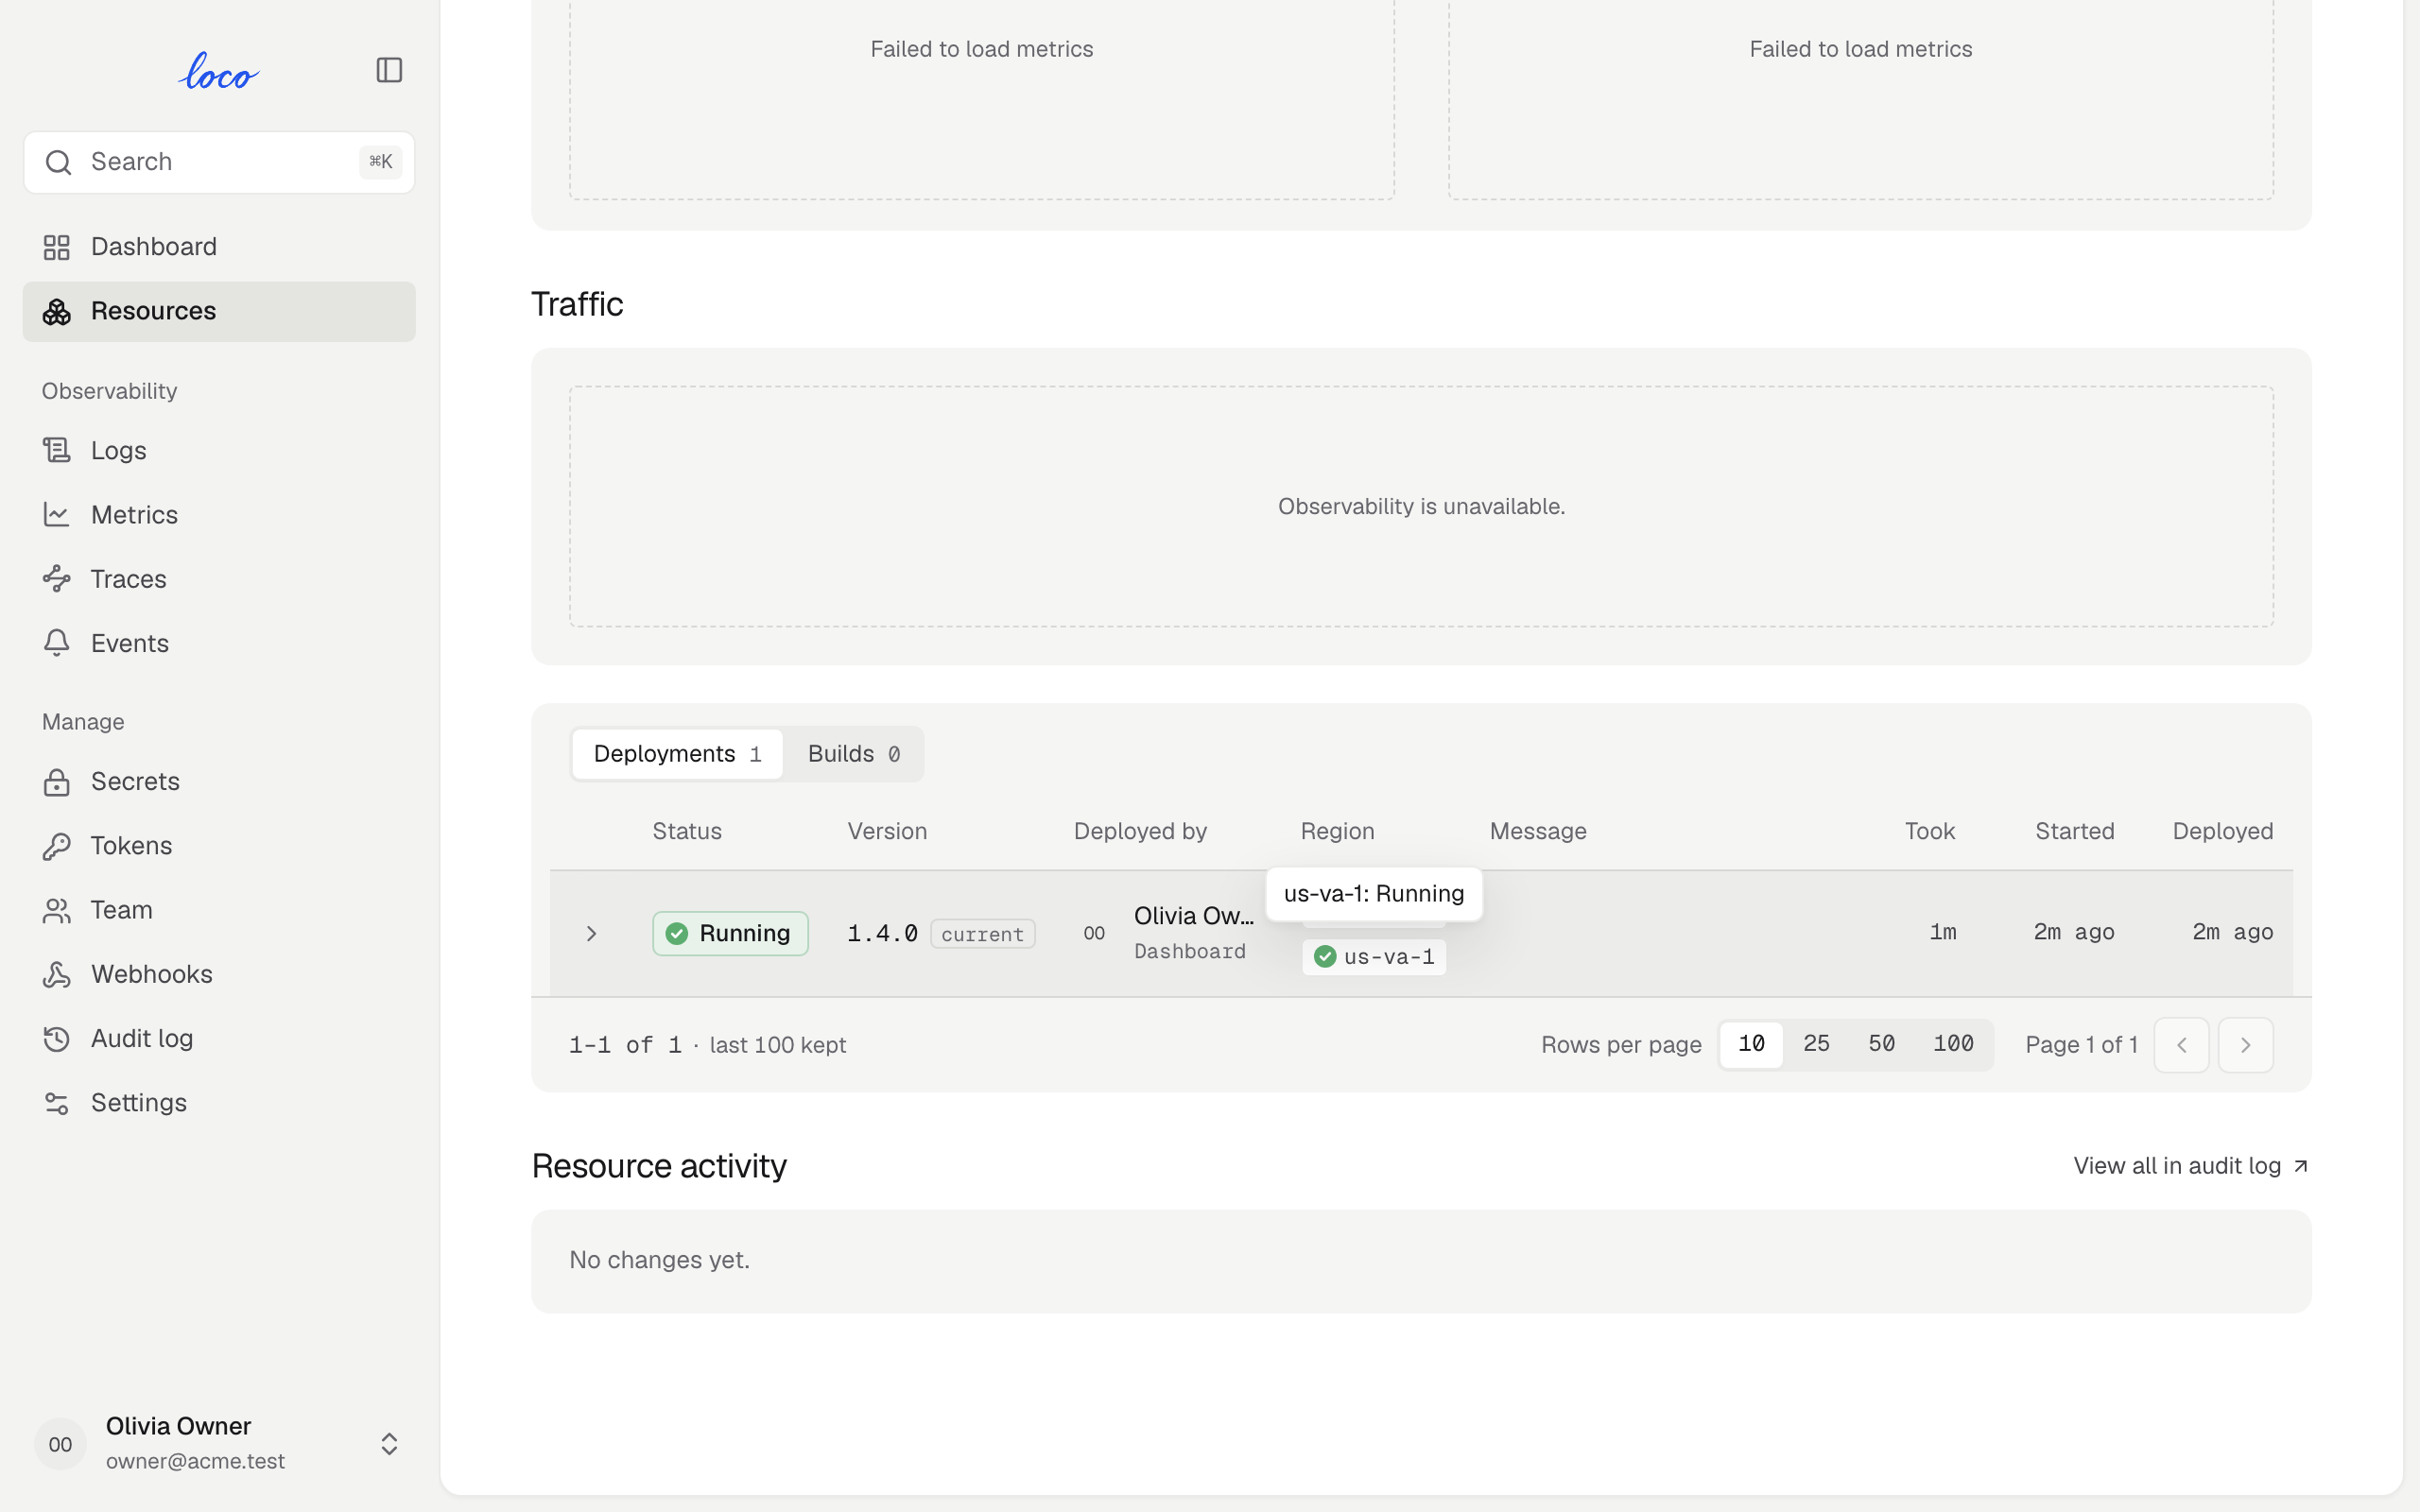 Failed to load metrics
Failed to load metrics
loco
Search ⌘K
Dashboard
Resources
Observability
Logs
Metrics
Traces
Events
Manage
Secrets
Tokens
Team
Webhooks
Audit log
Settings
OO
Olivia Owner
owner@acme.test
Traffic
Observability is unavailable.
Deployments 1
Builds 0
Status Version Deployed by Region Message Took Started Deployed
us-va-1: Running
Running 1.4.0 current OO Olivia Ow... 1m 2m ago 2m ago
Dashboard us-va-1
1–1 of 1 · last 100 kept
Rows per page 10 25 50 100 Page 1 of 1
Resource activity
View all in audit log
No changes yet.